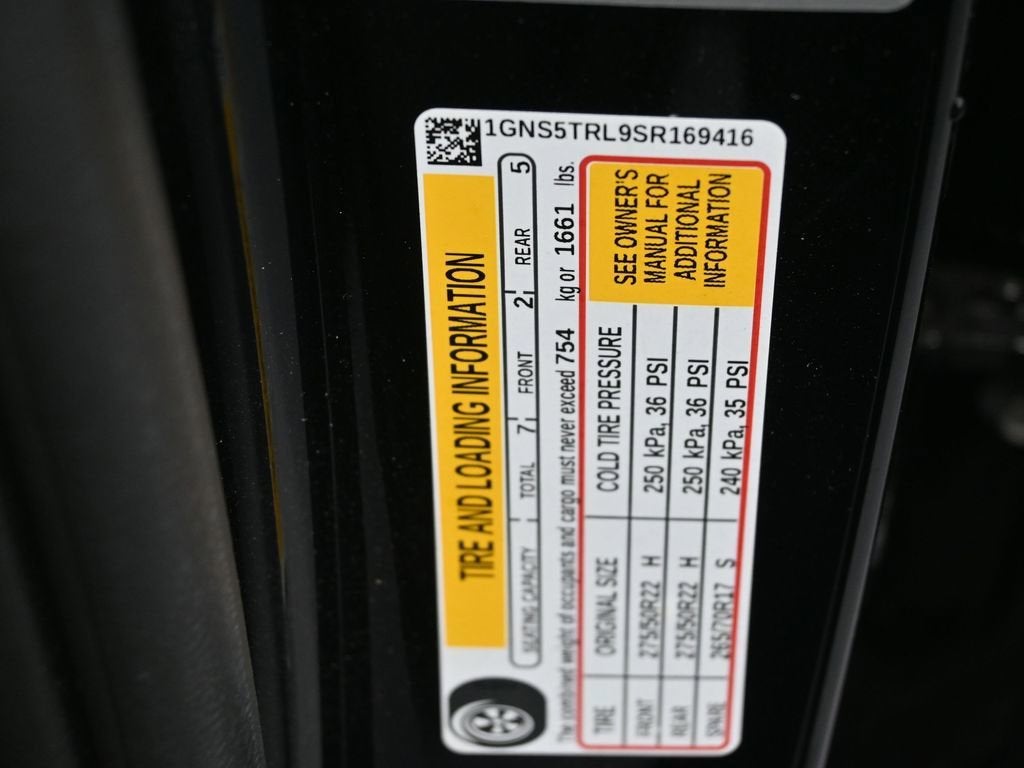 1GNS5TRL9SR169416
TIRE AND LOADING INFORMATION
SEATING CAPACITY TOTAL 7 FRONT 2 REAR 5
The combined weight of occupants and cargo must never exceed 754 kg or 1661 lbs.
TIRE ORIGINAL SIZE COLD TIRE PRESSURE
FRONT 275/50R22 H 250 kPa, 36 PSI
REAR 275/50R22 H 250 kPa, 36 PSI
SPARE 265/70R17 S 240 kPa, 35 PSI
SEE OWNER'S
MANUAL FOR
ADDITIONAL
INFORMATION